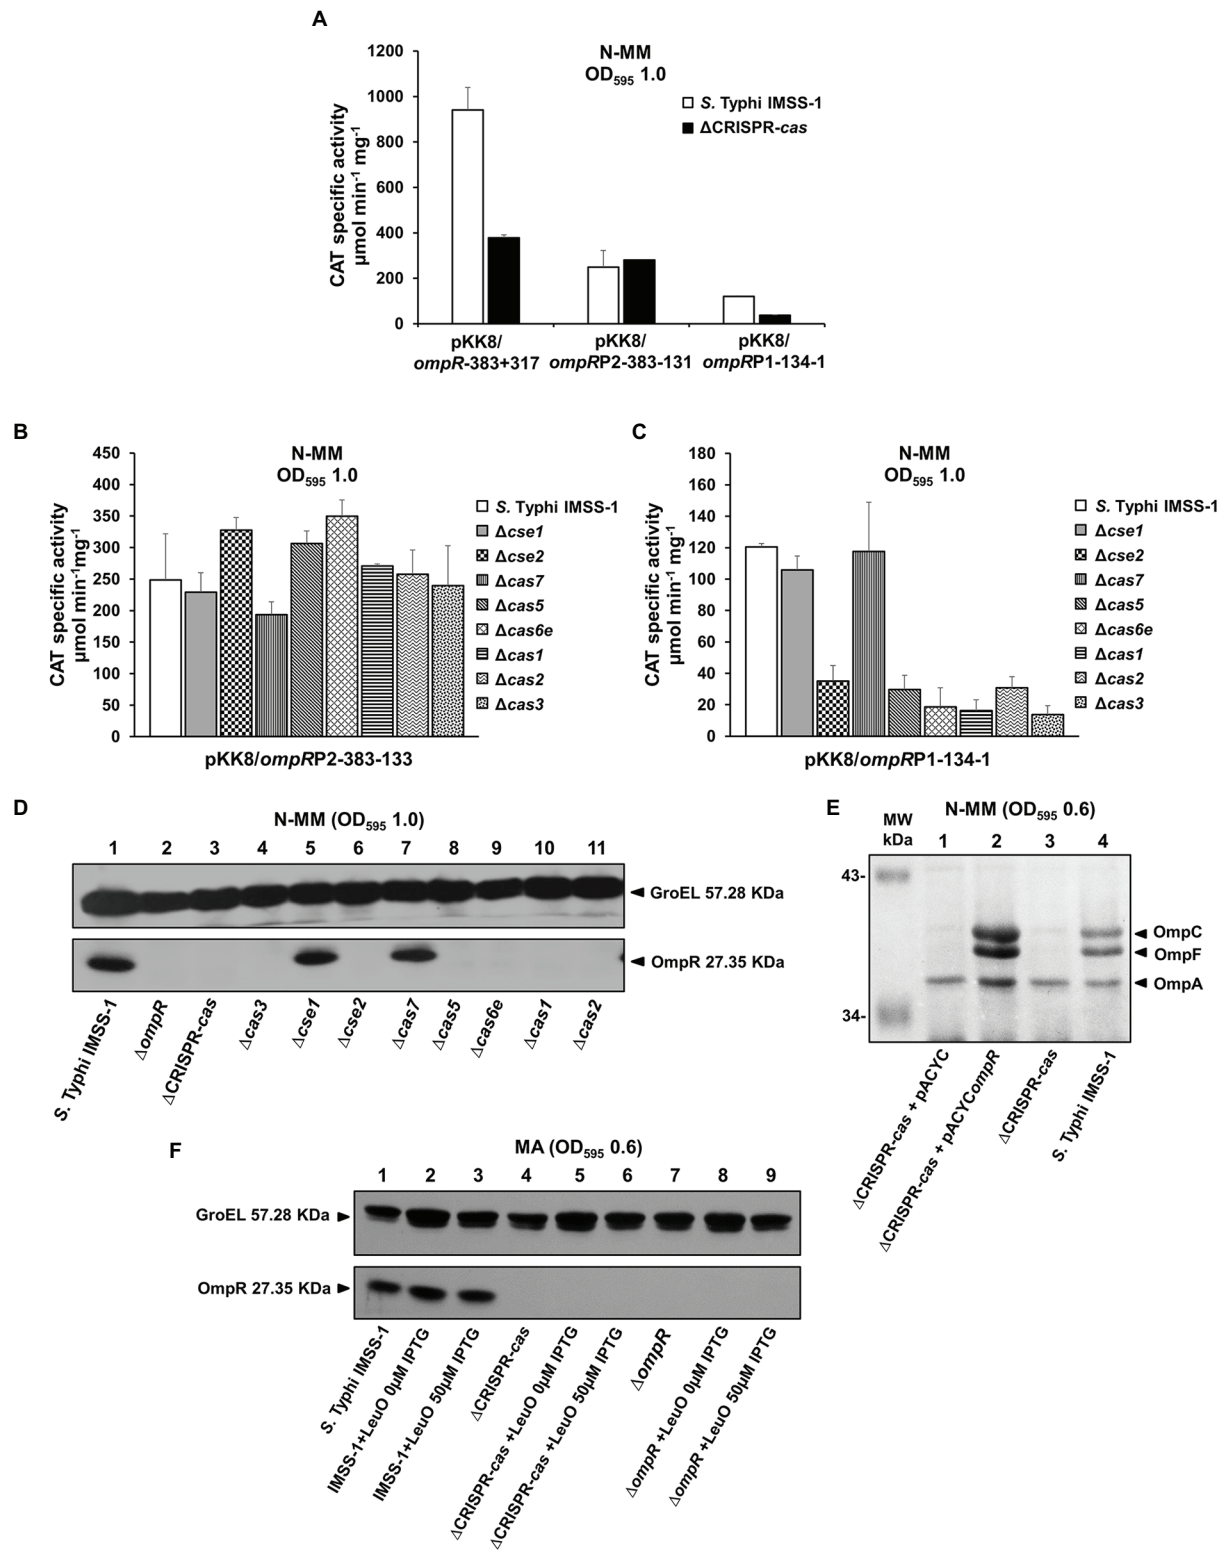 A
N-MM
OD595 1.0
CAT specific activity
µmol min-1 mg-1
1200
1000
800
600
400
200
0
S. Typhi IMSS-1
ΔCRISPR-cas
pKK8/
ompR-383+317
pKK8/
ompRP2-383-131
pKK8/
ompRP1-134-1
B
N-MM
OD595 1.0
CAT specific activity
µmol min-1 mg-1
450
400
350
300
250
200
150
100
50
0
S. Typhi IMSS-1
Δcse1
Δcse2
Δcas7
Δcas5
Δcas6e
Δcas1
Δcas2
Δcas3
pKK8/ompRP2-383-133
C
N-MM
OD595 1.0
CAT specific activity
µmol min-1 mg-1
180
160
140
120
100
80
60
40
20
0
S. Typhi IMSS-1
Δcse1
Δcse2
Δcas7
Δcas5
Δcas6e
Δcas1
Δcas2
Δcas3
pKK8/ompRP1-134-1
D
N-MM (OD595 1.0)
1 2 3 4 5 6 7 8 9 10 11
GroEL 57.28 KDa
OmpR 27.35 KDa
S. Typhi IMSS-1
ΔompR
ΔCRISPR-cas
Δcas3
Δcse1
Δcse2
Δcas7
Δcas5
Δcas6e
Δcas1
Δcas2
E
N-MM (OD595 0.6)
MW
kDa
1 2 3 4
43-
34-
OmpC
OmpF
OmpA
ΔCRISPR-cas + pACYC
ΔCRISPR-cas + pACYCompR
ΔCRISPR-cas
S. Typhi IMSS-1
F
MA (OD595 0.6)
1 2 3 4 5 6 7 8 9
GroEL 57.28 KDa
OmpR 27.35 KDa
S. Typhi IMSS-1
IMSS-1+LeuO 0µM IPTG
IMSS-1+LeuO 50µM IPTG
ΔCRISPR-cas
ΔCRISPR-cas +LeuO 0µM IPTG
ΔCRISPR-cas +LeuO 50µM IPTG
ΔompR
ΔompR +LeuO 0µM IPTG
ΔompR +LeuO 50µM IPTG